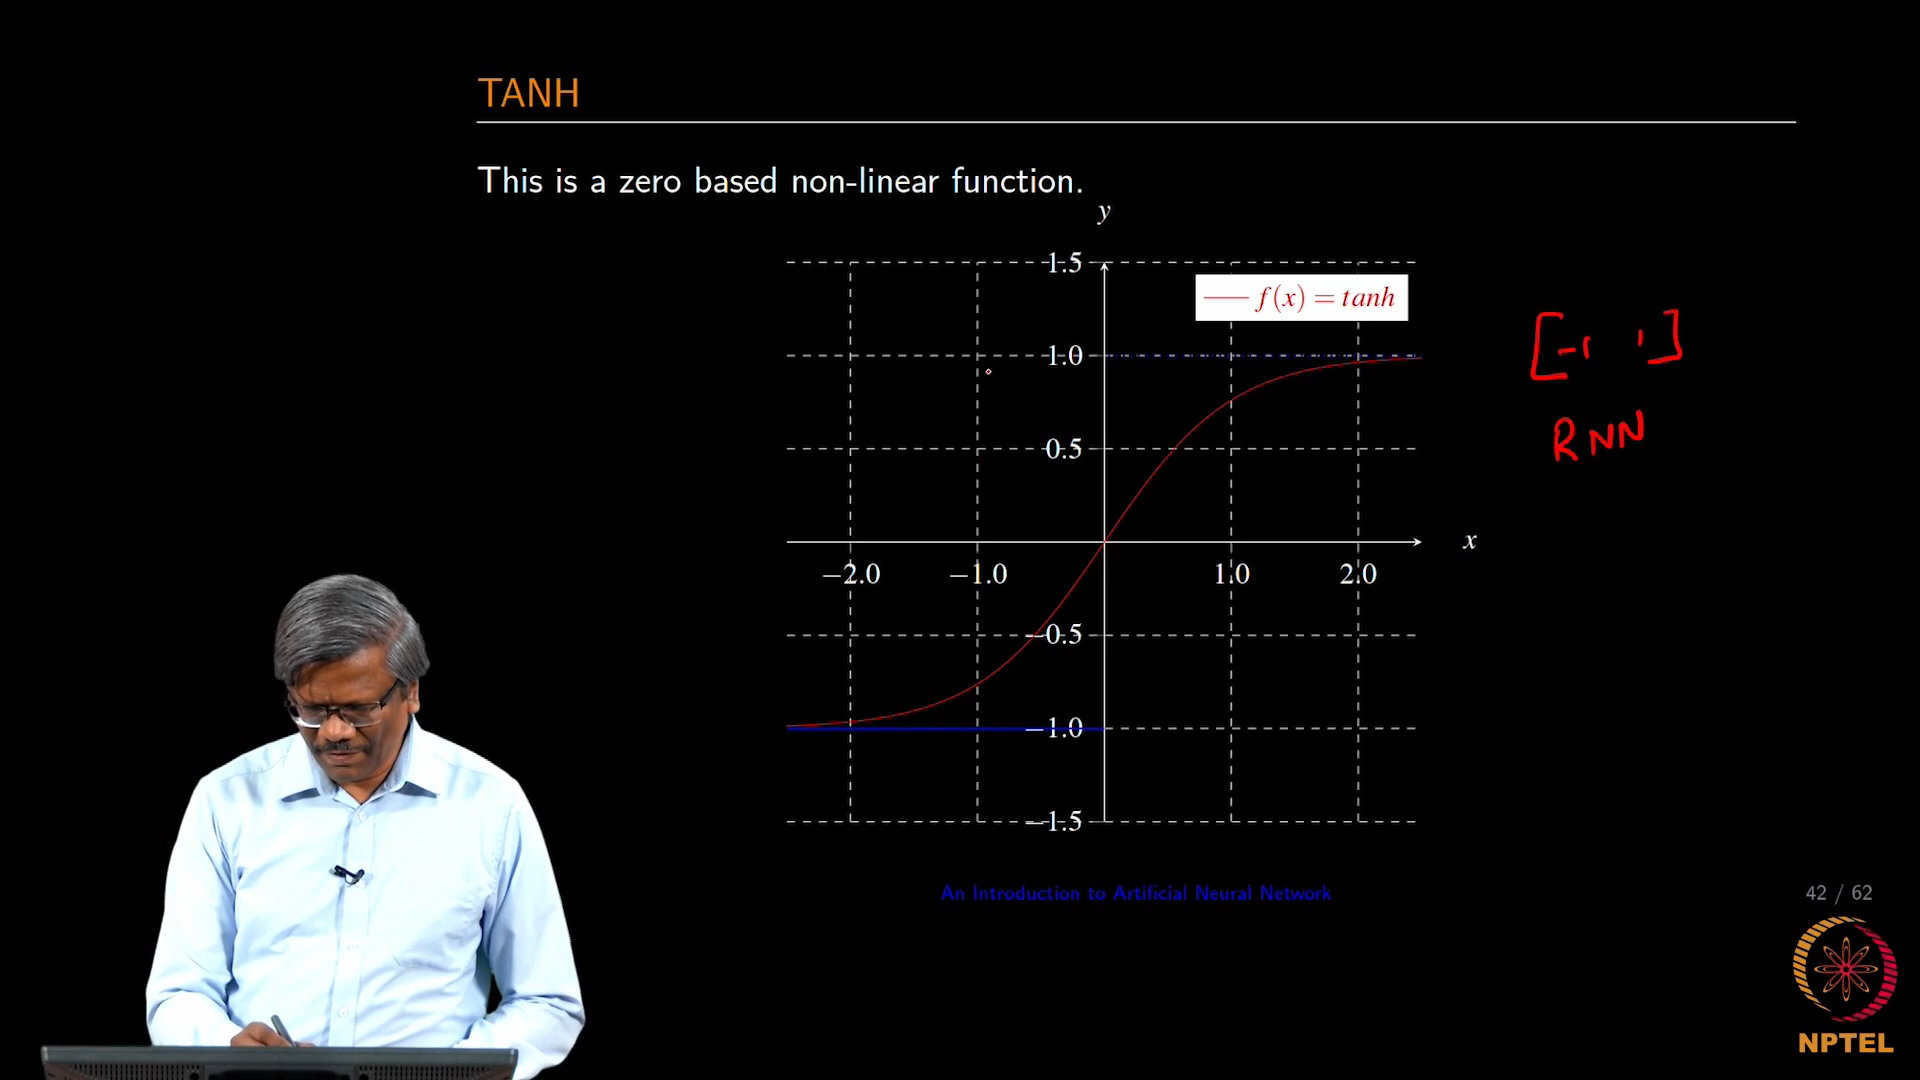 TANH
This is a zero based non-linear function.
y
1.5
f(x) = tanh
1.0
[-1 1]
0.5
RNN
x
−2.0 −1.0 1.0 2.0
−0.5
−1.0
−1.5
An Introduction to Artificial Neural Network
42 / 62
NPTEL